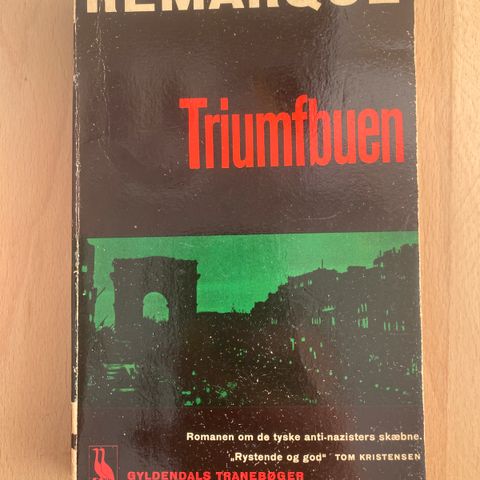 REMARQUE
Triumfbuen
Romanen om de tyske anti-nazisters skæbne.
„Rystende og god" TOM KRISTENSEN
GYLDENDALS TRANEBØGER